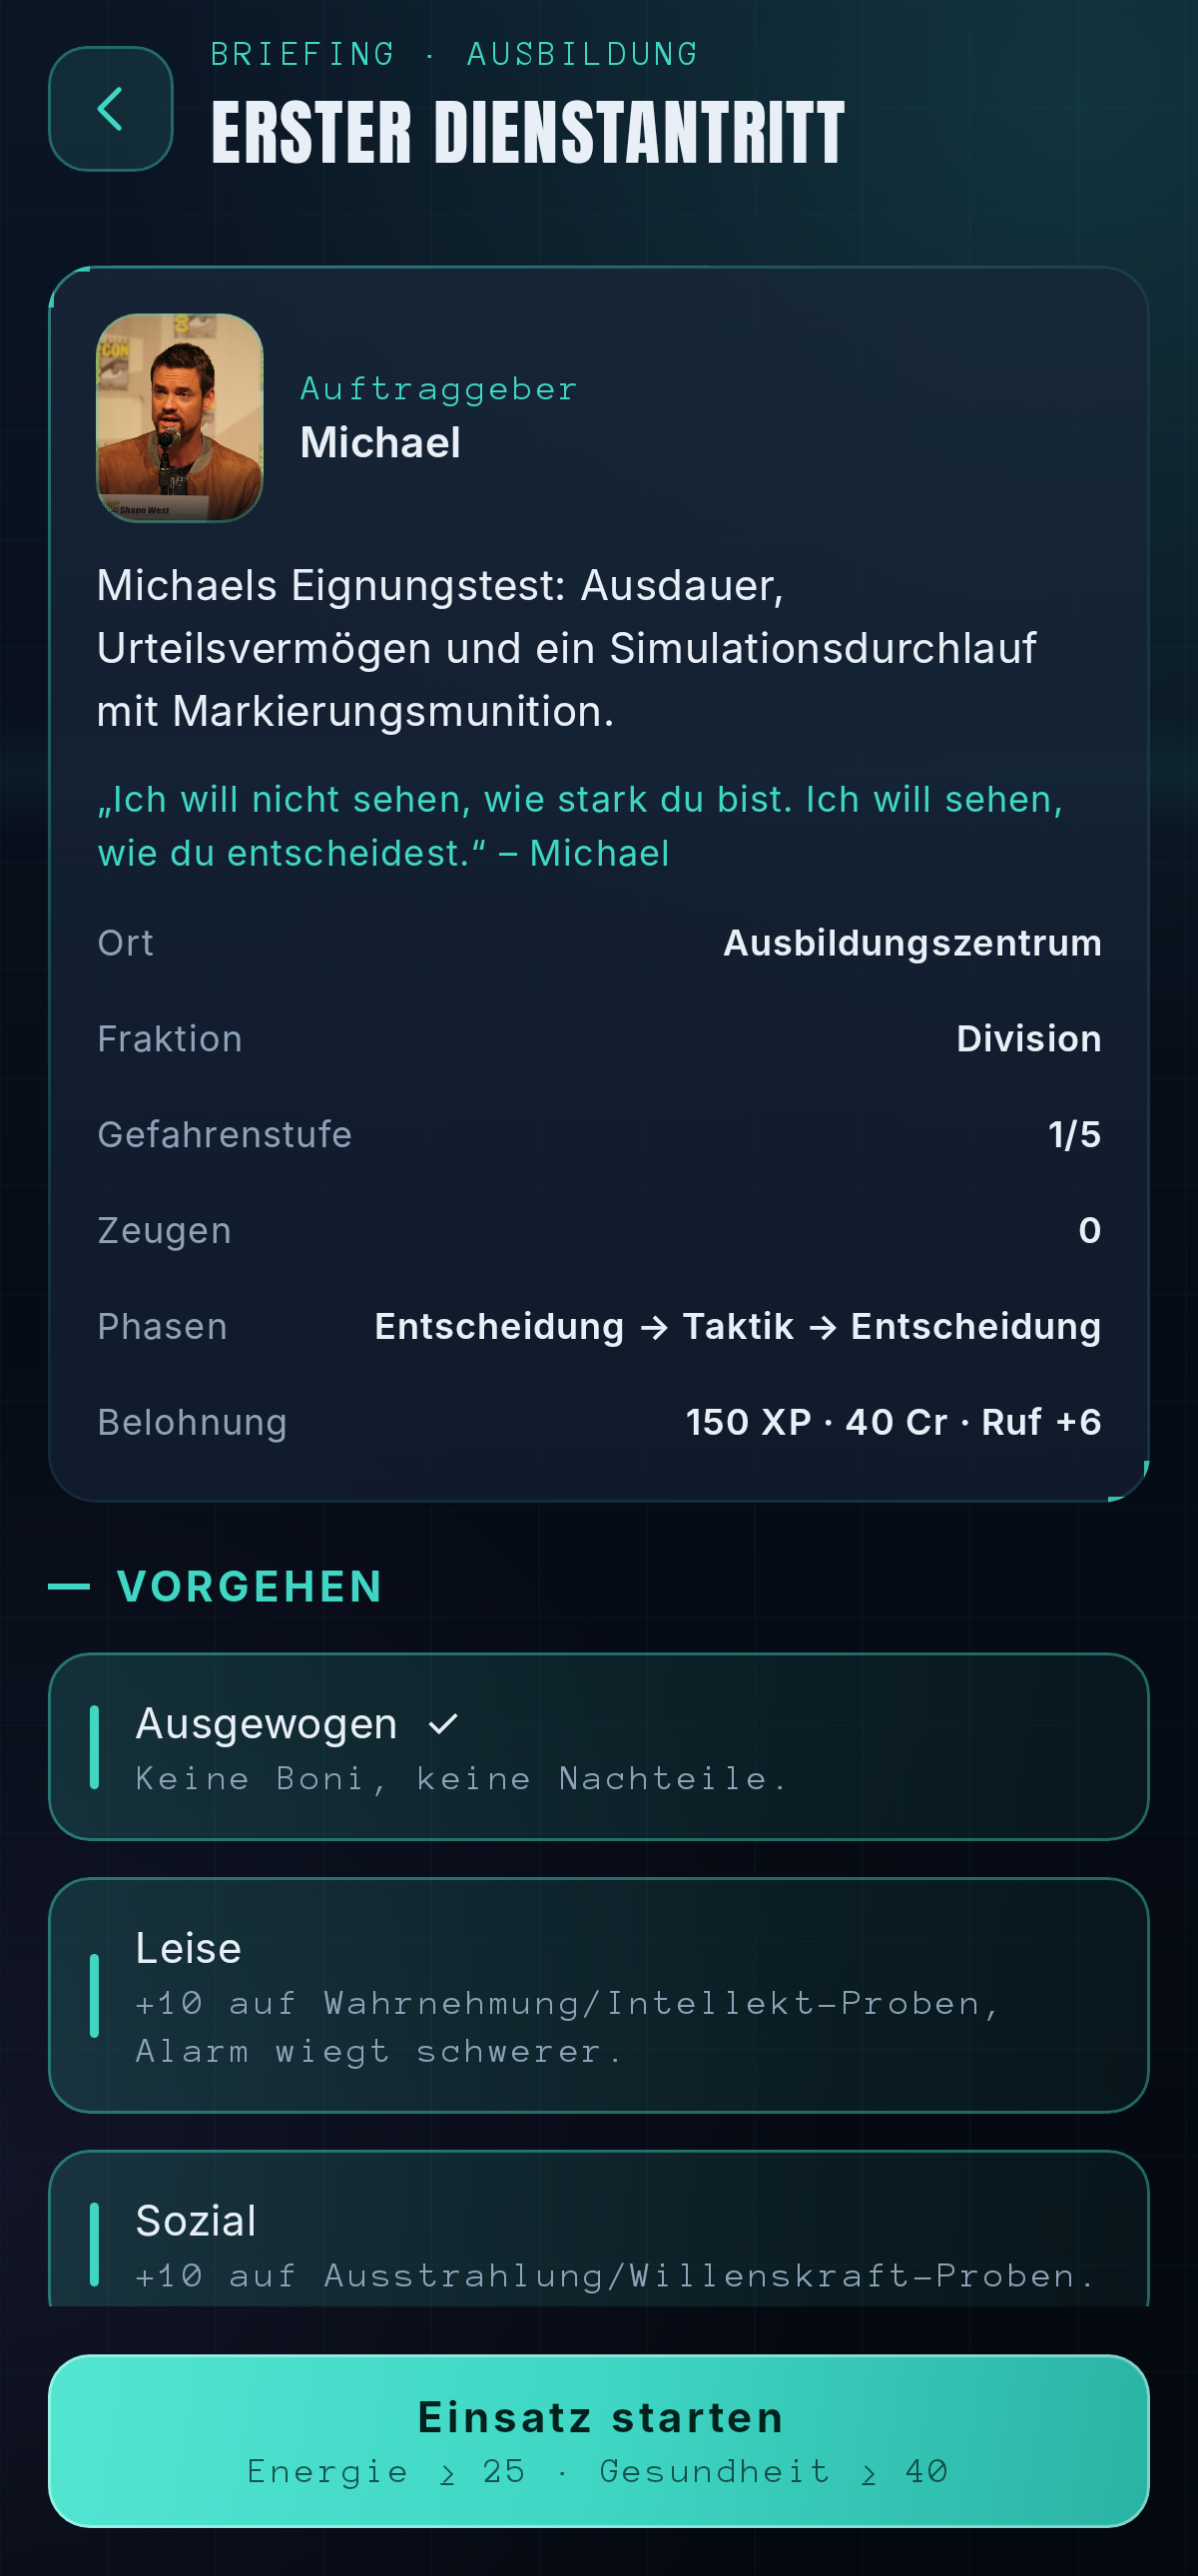 BRIEFING · AUSBILDUNG
ERSTER DIENSTANTRITT
CON
Auftraggeber
Michael
Shane West
Michaels Eignungstest: Ausdauer,
Urteilsvermögen und ein Simulationsdurchlauf
mit Markierungsmunition.
„Ich will nicht sehen, wie stark du bist. Ich will sehen,
wie du entscheidest.“ – Michael
Ort Ausbildungszentrum
Fraktion Division
Gefahrenstufe 1/5
Zeugen 0
Phasen Entscheidung → Taktik → Entscheidung
Belohnung 150 XP · 40 Cr · Ruf +6
VORGEHEN
Ausgewogen ✓
Keine Boni, keine Nachteile.
Leise
+10 auf Wahrnehmung/Intellekt-Proben,
Alarm wiegt schwerer.
Sozial
+10 auf Ausstrahlung/Willenskraft-Proben.
Einsatz starten
Energie ≥ 25 · Gesundheit ≥ 40